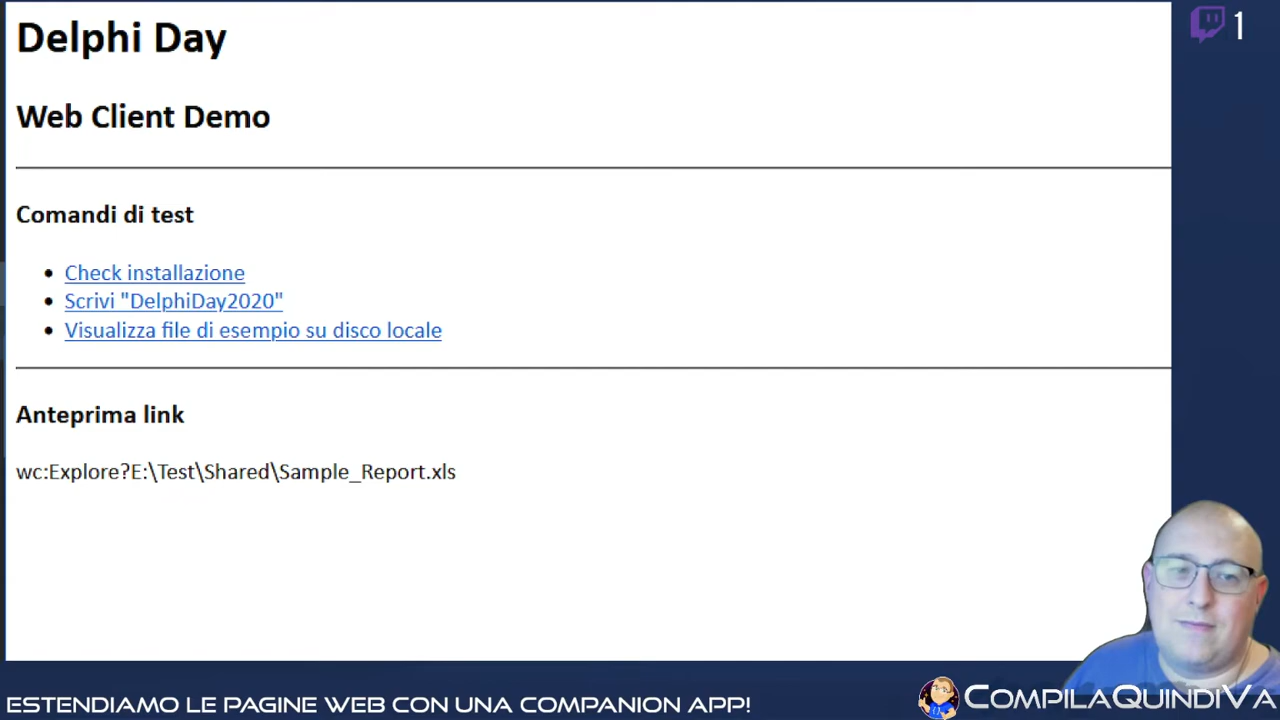 Delphi Day
1
Web Client Demo
Comandi di test
Check installazione
Scrivi "DelphiDay2020"
Visualizza file di esempio su disco locale
Anteprima link
wc:Explore?E:\Test\Shared\Sample_Report.xls
ESTENDIAMO LE PAGINE WEB CON UNA COMPANION APP!
COMPILAQUINDIVA